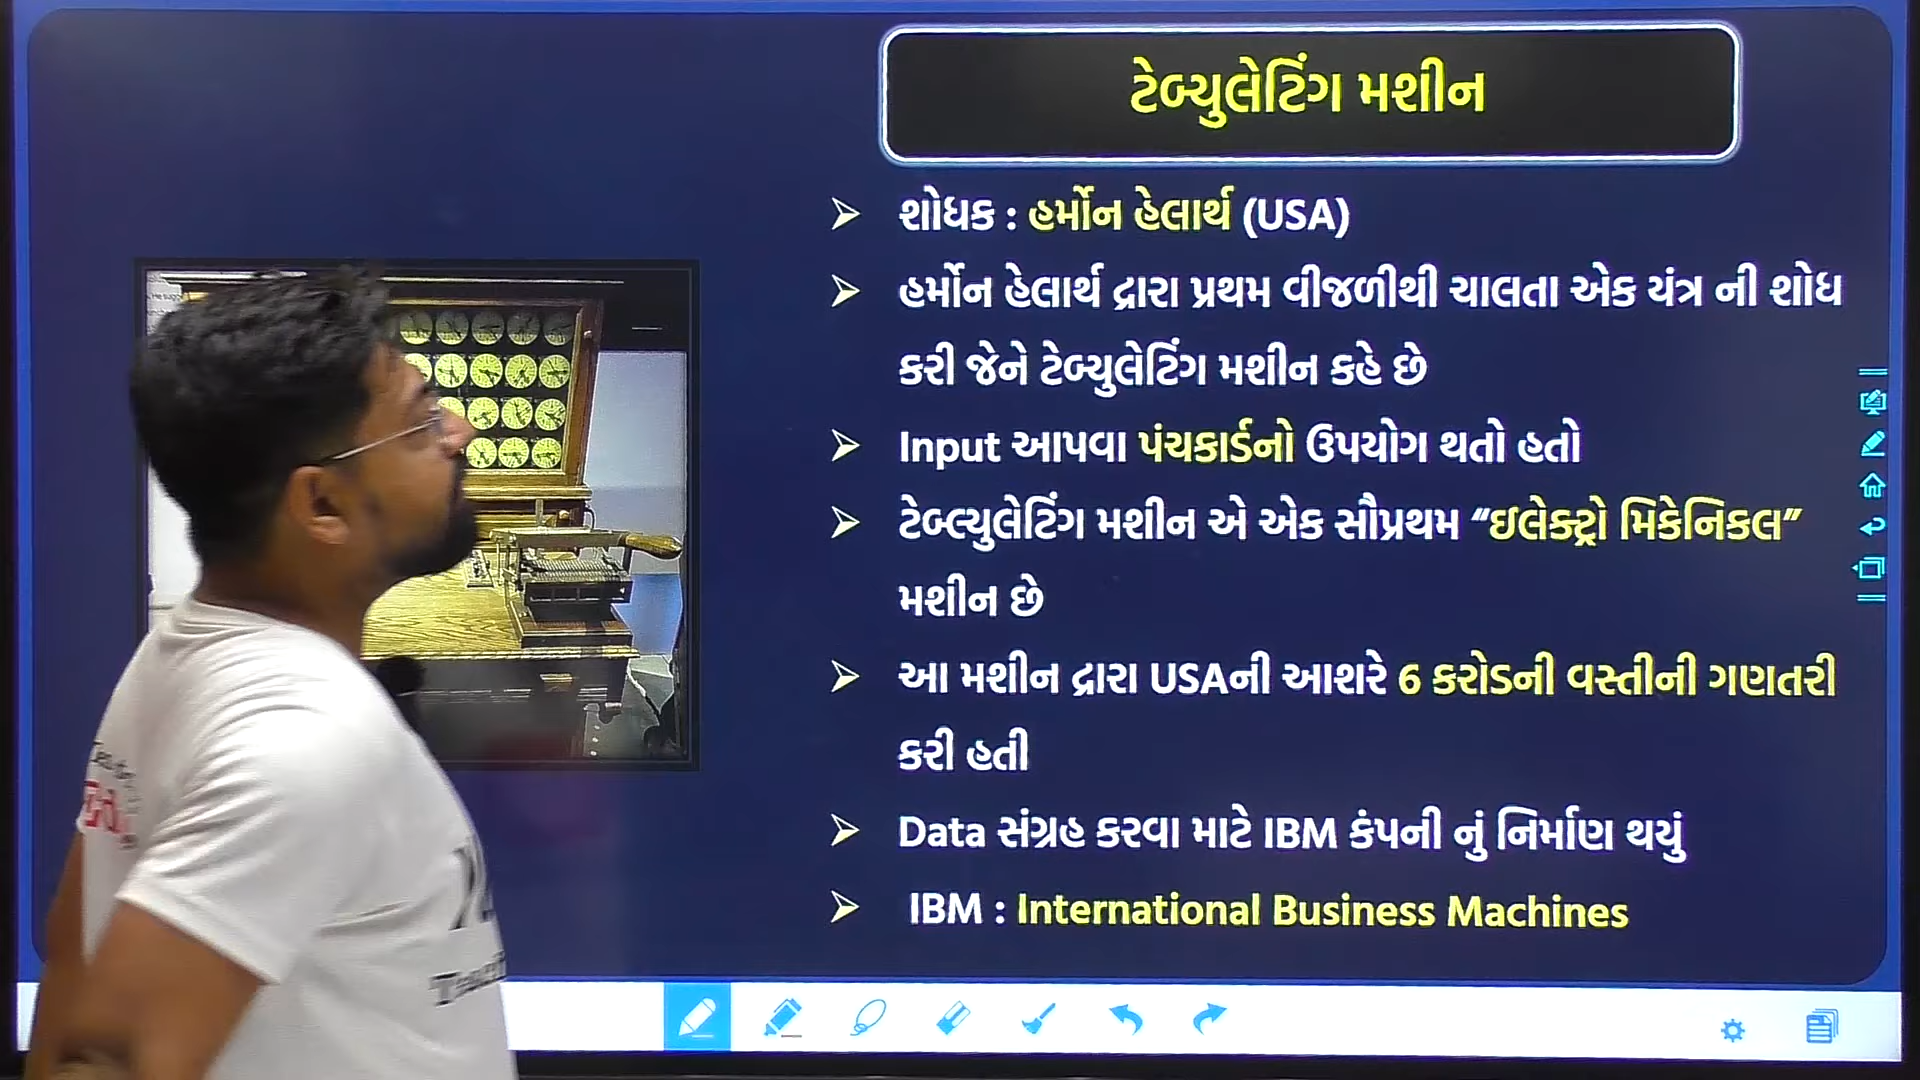 ટેબ્યુલેટિંગ મશીન
➢ શોધક : હર્મોન હેલાર્થ (USA)
➢ હર્મોન હેલાર્થ દ્રારા પ્રથમ વીજળીથી ચાલતા એક યંત્ર ની શોધ
કરી જેને ટેબ્યુલેટિંગ મશીન કહે છે
➢ Input આપવા પંચકાર્ડનો ઉપયોગ થતો હતો
➢ ટેબ્લ્યુલેટિંગ મશીન એ એક સૌપ્રથમ “ઇલેક્ટ્રો મિકેનિકલ”
મશીન છે
➢ આ મશીન દ્રારા USAની આશરે 6 કરોડની વસ્તીની ગણતરી
કરી હતી
➢ Data સંગ્રહ કરવા માટે IBM કંપની નું નિર્માણ થયું
➢ IBM : International Business Machines